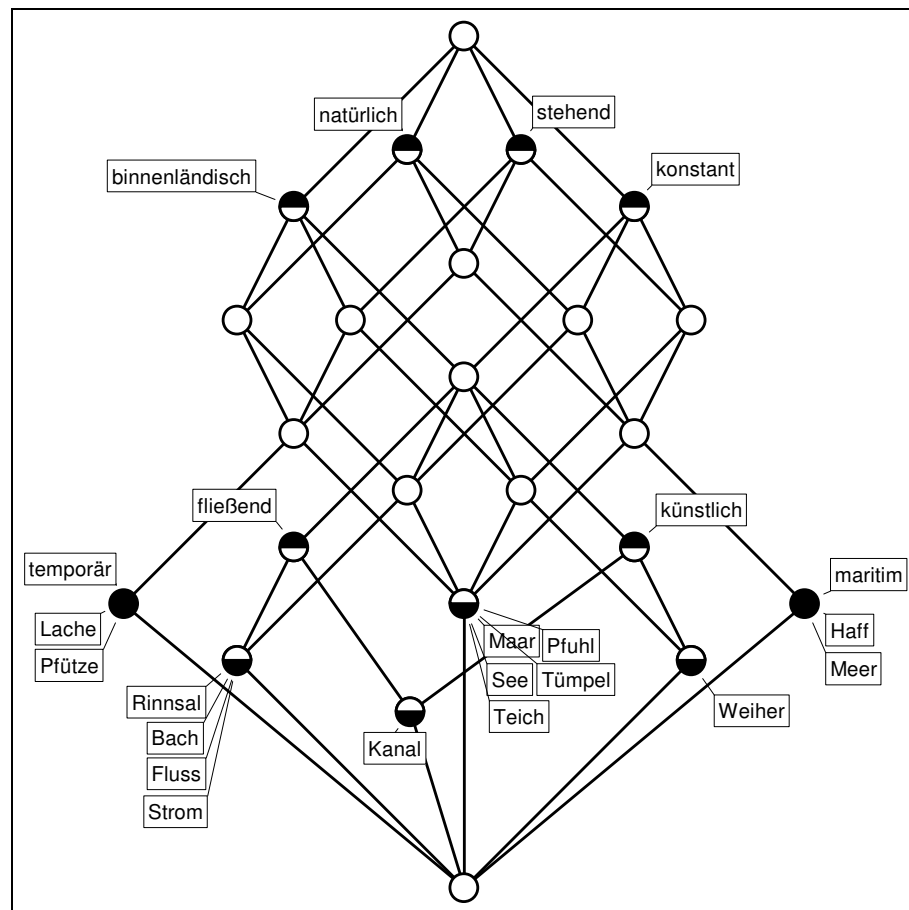 stehend
natürlich
binnenländisch
konstant
fließend
künstlich
temporär
maritim
Lache
Maar
Pfuhl
Haff
Pfütze
See
Tümpel
Meer
Rinnsal
Teich
Weiher
Bach
Kanal
Fluss
Strom